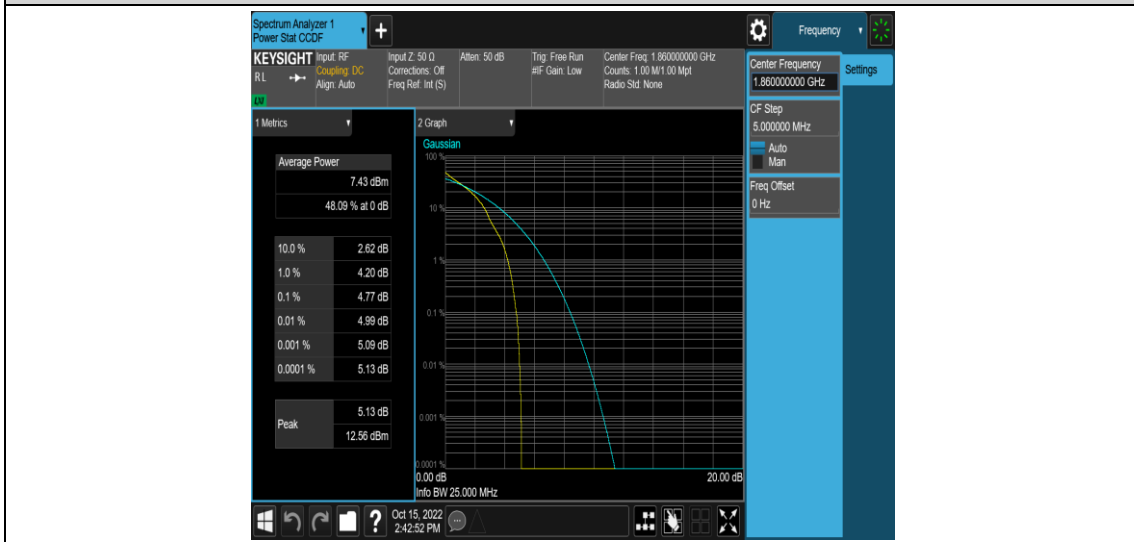 Spectrum Analyzer 1
Power Stat CCDF
+
Frequency
KEYSIGHT
RL
LXI
Input: RF
Coupling: DC
Align: Auto
Input Z: 50 Ω
Corrections: Off
Freq Ref: Int (S)
Atten: 50 dB
Trig: Free Run
#IF Gain: Low
Center Freq: 1.860000000 GHz
Counts: 1.00 M/1.00 Mpt
Radio Std: None
Center Frequency
1.860000000 GHz
Settings
CF Step
5.000000 MHz
Auto
Man
Freq Offset
0 Hz
1 Metrics
Average Power
7.43 dBm
48.09 % at 0 dB
10.0 % 2.62 dB
1.0 % 4.20 dB
0.1 % 4.77 dB
0.01 % 4.99 dB
0.001 % 5.09 dB
0.0001 % 5.13 dB
Peak
5.13 dB
12.56 dBm
2 Graph
Gaussian
100 %
10 %
1 %
0.1 %
0.01 %
0.001 %
0.0001 %
0.00 dB 20.00 dB
Info BW 25.000 MHz
?
Oct 15, 2022
2:42:52 PM